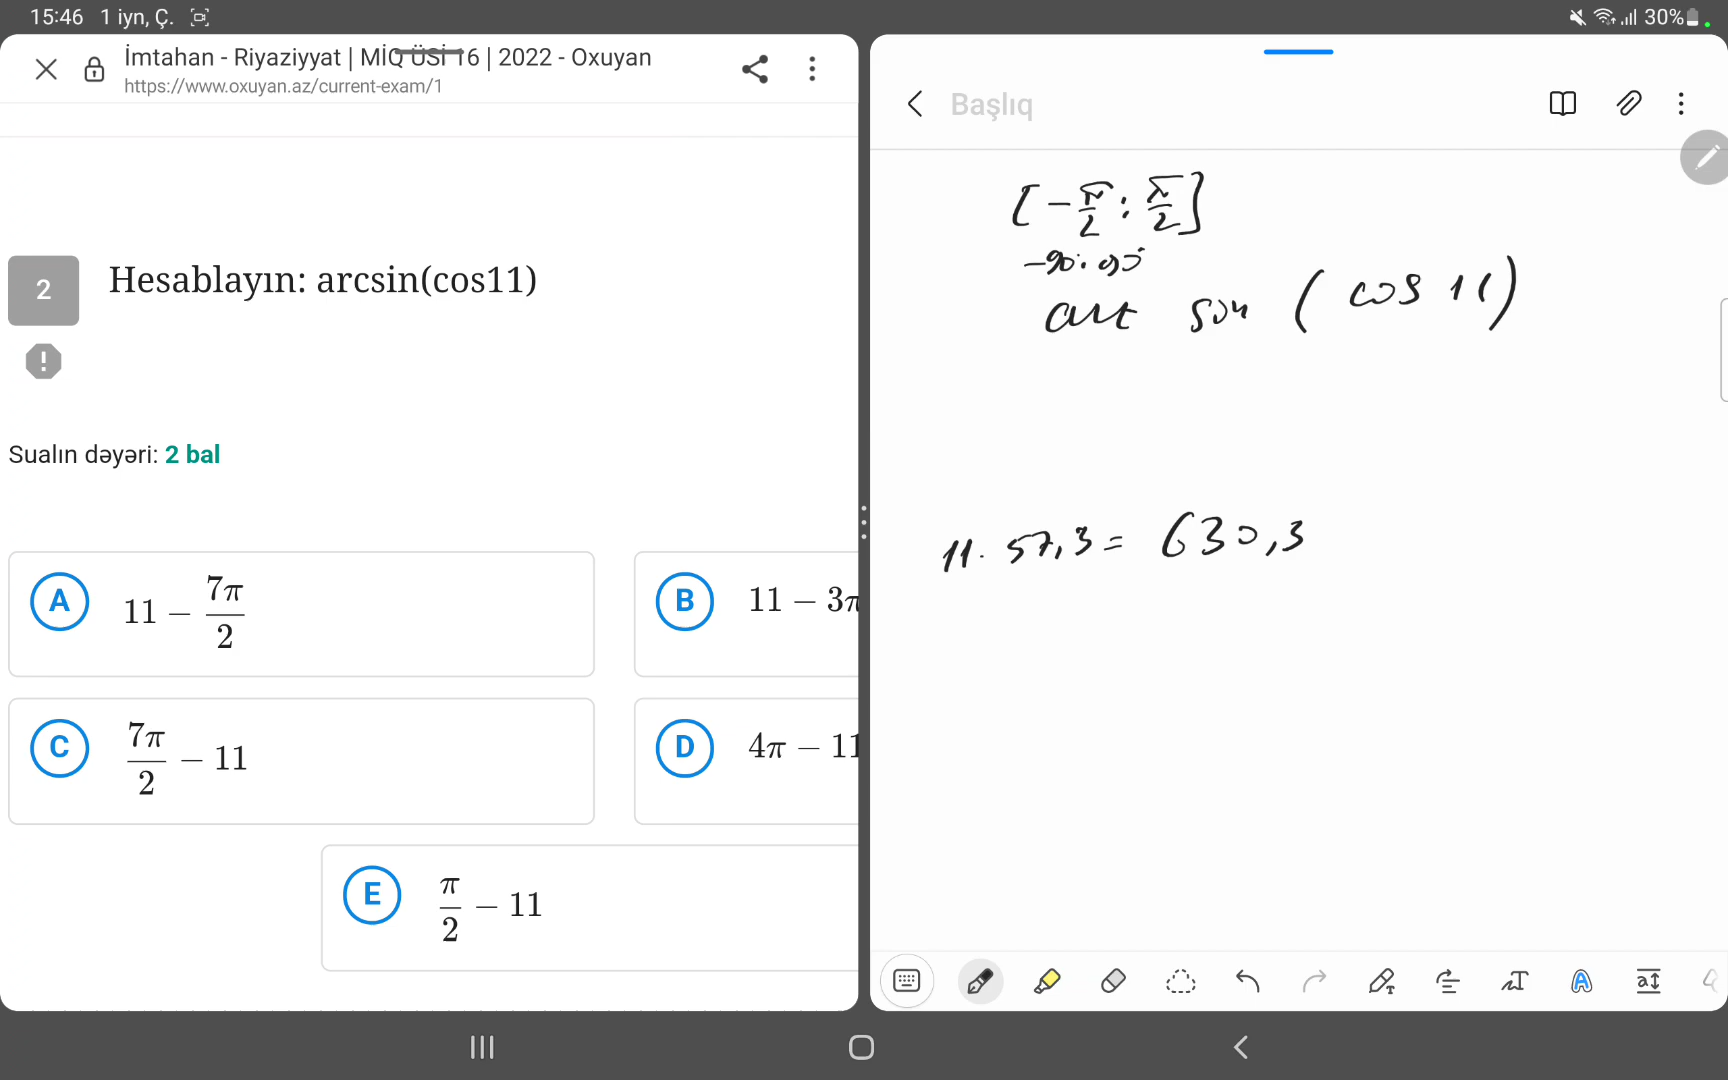 15:46 1 iyn, Ç. 30%
İmtahan - Riyaziyyat | MİQ ÜSİ 16 | 2022 - Oxuyan
https://www.oxuyan.az/current-exam/1
2 Hesablayın: arcsin(cos11)
!
Sualın dəyəri: 2 bal
A 11 − 7π/2
B 11 − 3π
C 7π/2 − 11
D 4π − 11
E π/2 − 11
Başlıq
[-π/2 ; π/2]
-90: 90°
arc sin (cos 11)
11 · 57,3 = 630,3